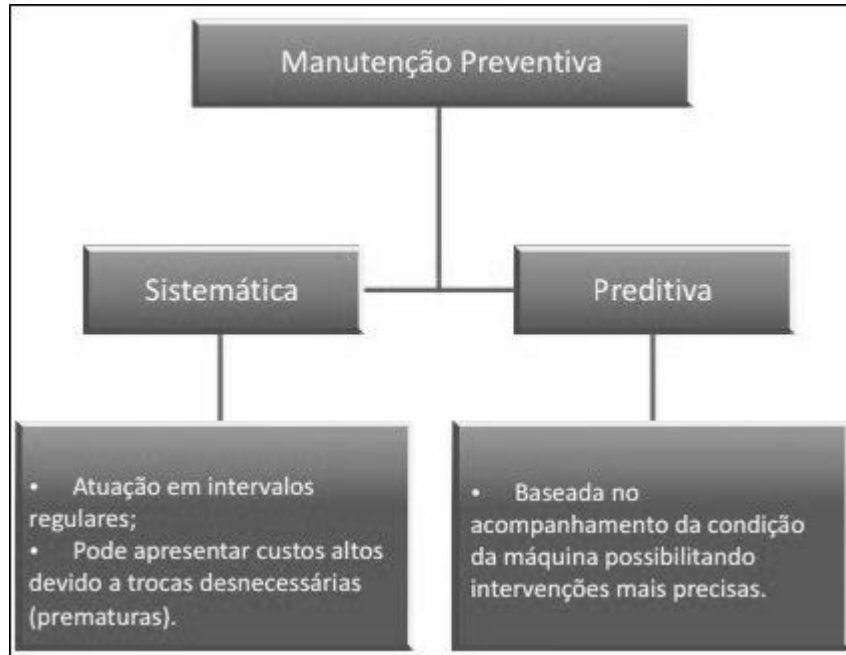 Manutenção Preventiva
Sistemática
Preditiva
• Atuação em intervalos
regulares;
• Pode apresentar custos altos
devido a trocas desnecessárias
(prematuras).
• Baseada no
acompanhamento da condição
da máquina possibilitando
intervenções mais precisas.